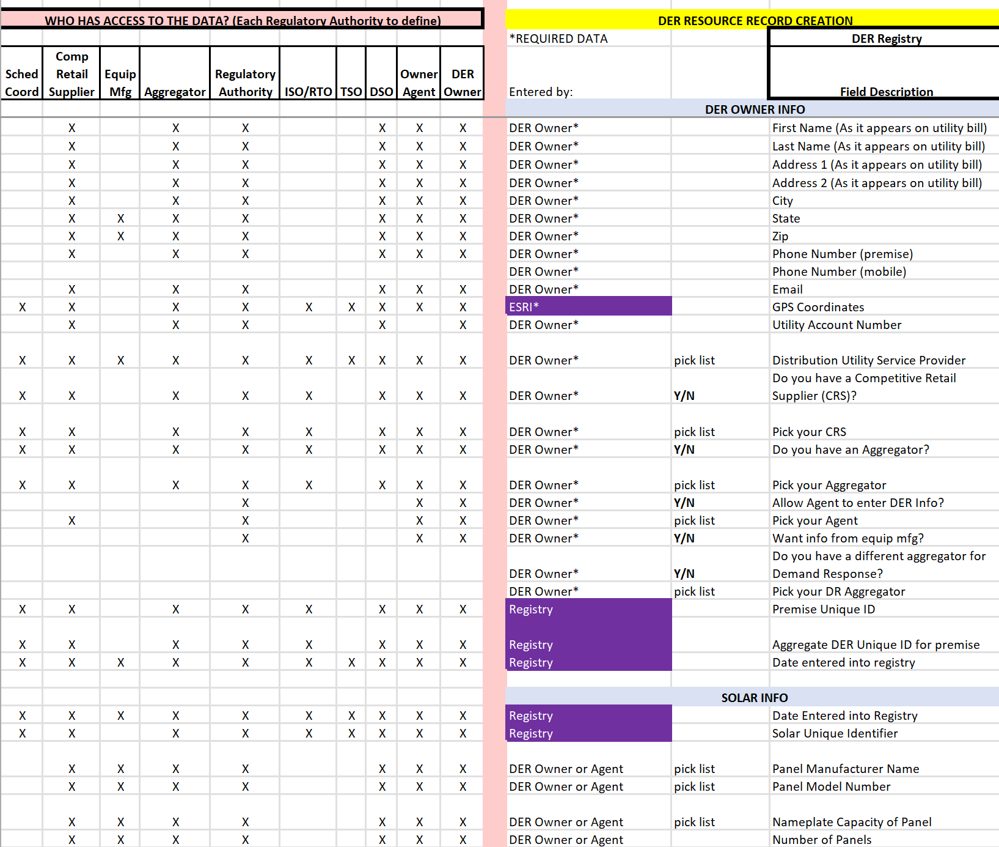 WHO HAS ACCESS TO THE DATA? (Each Regulatory Authority to define) DER RESOURCE RECORD CREATION
*REQUIRED DATA DER Registry
Sched Coord Comp Retail Supplier Equip Mfg Aggregator Regulatory Authority ISO/RTO TSO DSO Owner Agent DER Owner Entered by: Field Description
DER OWNER INFO
X X X X X X DER Owner* First Name (As it appears on utility bill)
X X X X X X DER Owner* Last Name (As it appears on utility bill)
X X X X X X DER Owner* Address 1 (As it appears on utility bill)
X X X X X X DER Owner* Address 2 (As it appears on utility bill)
X X X X X X DER Owner* City
X X X X X X X DER Owner* State
X X X X X X X DER Owner* Zip
X X X X X X DER Owner* Phone Number (premise)
DER Owner* Phone Number (mobile)
X X X X X X DER Owner* Email
X X X X X X X X X ESRI* GPS Coordinates
X X X X X DER Owner* Utility Account Number
X X X X X X X X X X DER Owner* pick list Distribution Utility Service Provider
Do you have a Competitive Retail
X X X X X X X X DER Owner* Y/N Supplier (CRS)?
X X X X X X X X DER Owner* pick list Pick your CRS
X X X X X X X X DER Owner* Y/N Do you have an Aggregator?
X X X X X X X X DER Owner* pick list Pick your Aggregator
X X X DER Owner* Y/N Allow Agent to enter DER Info?
X X X X DER Owner* pick list Pick your Agent
X X X DER Owner* Y/N Want info from equip mfg?
Do you have a different aggregator for
DER Owner* Y/N Demand Response?
DER Owner* pick list Pick your DR Aggregator
X X X X X X X X Registry Premise Unique ID
X X X X X X X X Registry Aggregate DER Unique ID for premise
X X X X X X X X X X Registry Date entered into registry
SOLAR INFO
X X X X X X X X X X Registry Date Entered into Registry
X X X X X X X X X Registry Solar Unique Identifier
X X X X X X X DER Owner or Agent pick list Panel Manufacturer Name
X X X X X X X DER Owner or Agent pick list Panel Model Number
X X X X X X X DER Owner or Agent pick list Nameplate Capacity of Panel
X X X X X X X DER Owner or Agent Number of Panels